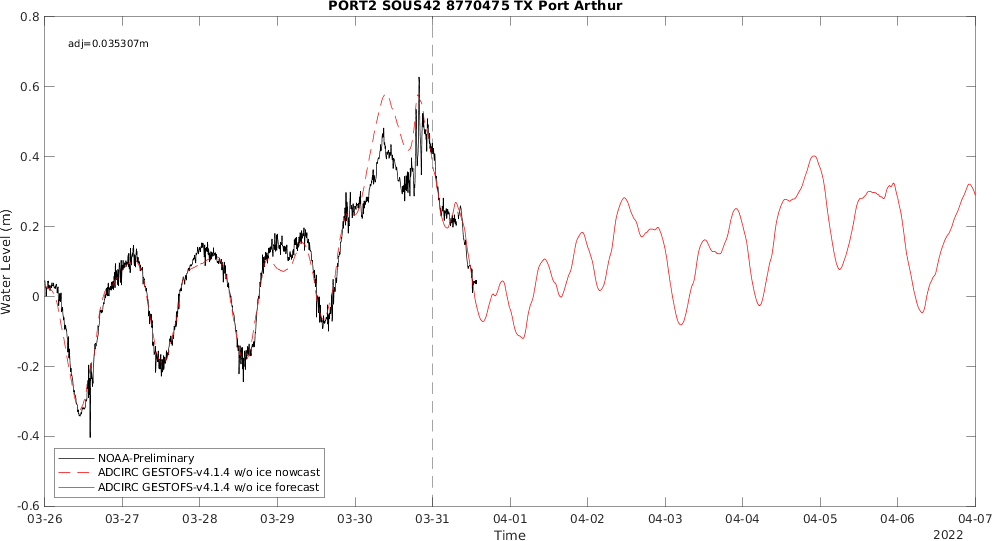 PORT2 SOUS42 8770475 TX Port Arthur
adj=0.035307m
0.8
0.6
0.4
0.2
0
-0.2
-0.4
-0.6
Water Level (m)
NOAA-Preliminary
ADCIRC GESTOFS-v4.1.4 w/o ice nowcast
ADCIRC GESTOFS-v4.1.4 w/o ice forecast
03-26 03-27 03-28 03-29 03-30 03-31 04-01 04-02 04-03 04-04 04-05 04-06 04-07
Time
2022